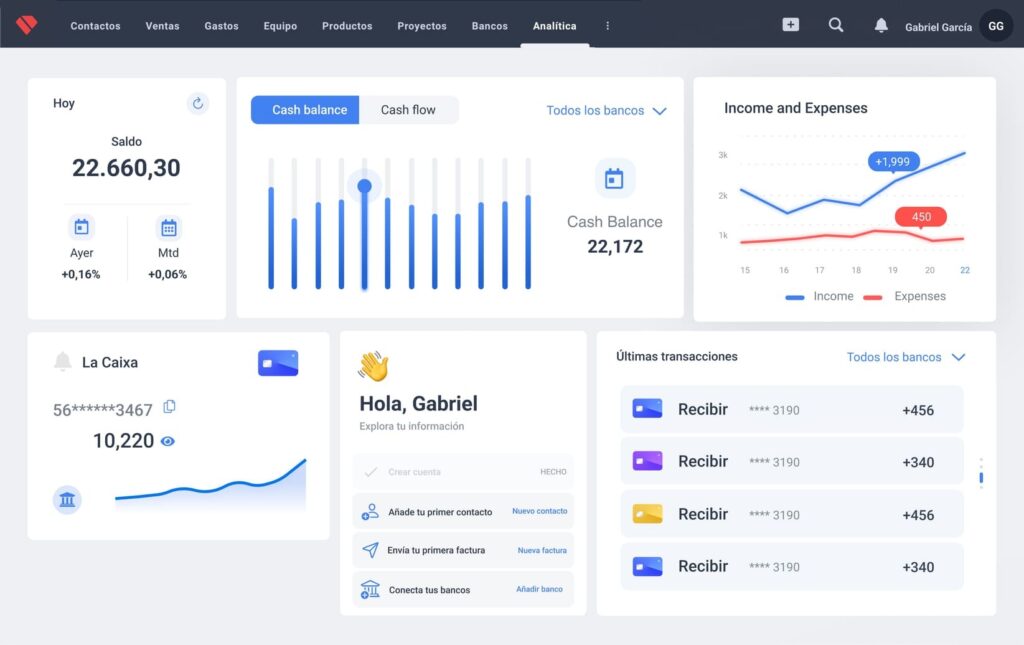 Contactos Ventas Gastos Equipo Productos Proyectos Bancos Analítica Gabriel García GG
Hoy
Saldo
22.660,30
Ayer
+0,16%
Mtd
+0,06%
Cash balance Cash flow Todos los bancos
Cash Balance
22,172
Income and Expenses
3k
2k
1k
+1,999
450
15 16 17 18 19 20 22
Income Expenses
La Caixa
56******3467
10,220
Hola, Gabriel
Explora tu información
Crear cuenta HECHO
Añade tu primer contacto Nuevo contacto
Envía tu primera factura Nueva factura
Conecta tus bancos Añadir banco
Últimas transacciones Todos los bancos
Recibir **** 3190 +456
Recibir **** 3190 +340
Recibir **** 3190 +456
Recibir **** 3190 +340